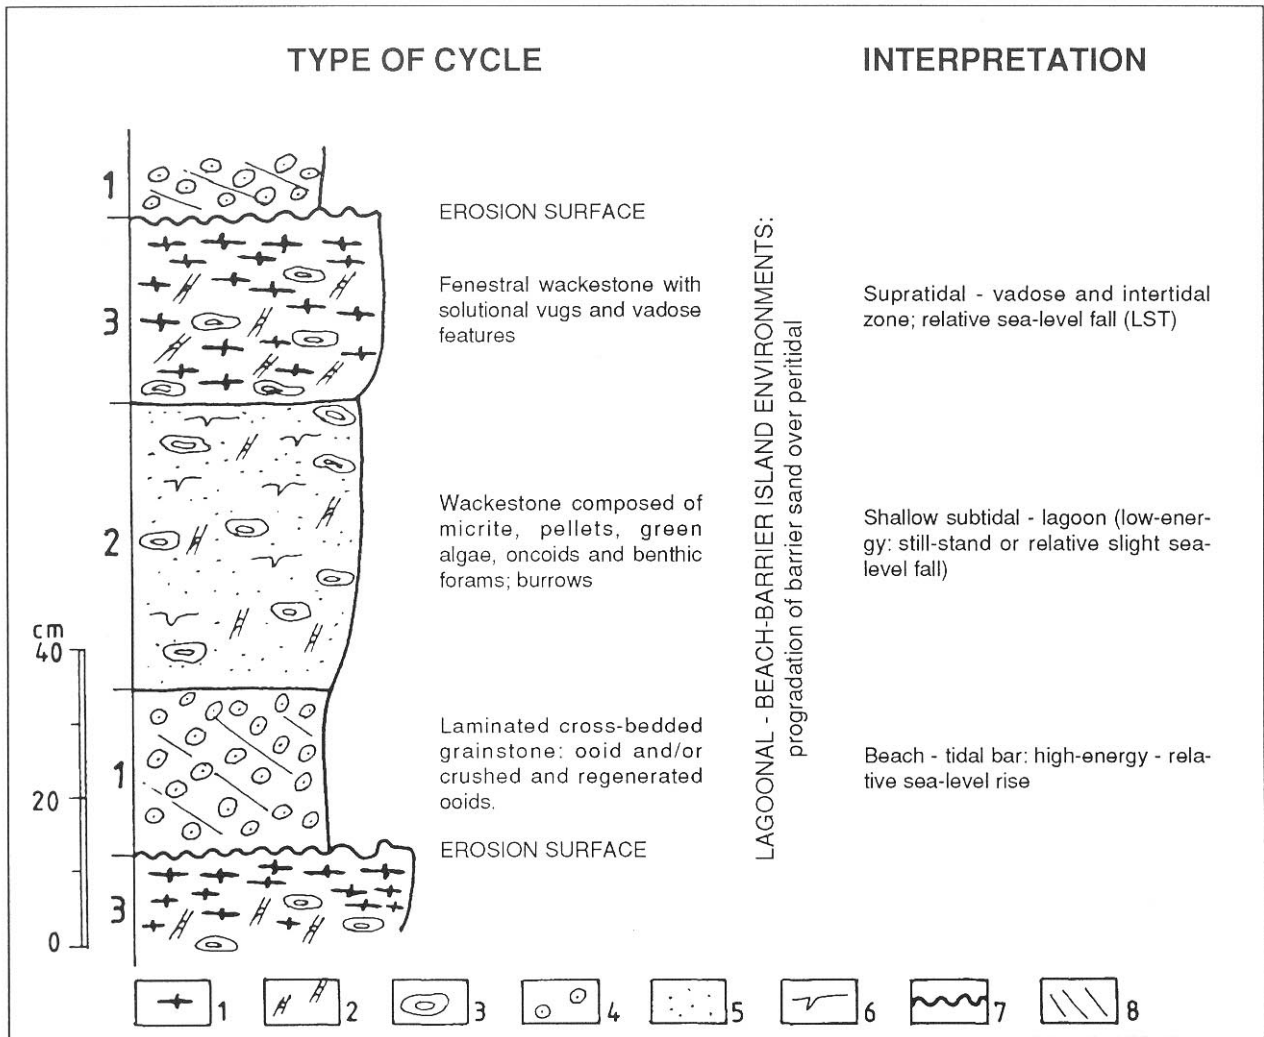 TYPE OF CYCLE
INTERPRETATION
1
EROSION SURFACE
3
Fenestral wackestone with
solutional vugs and vadose
features
Supratidal - vadose and intertidal
zone; relative sea-level fall (LST)
LAGOONAL - BEACH-BARRIER ISLAND ENVIRONMENTS:
progradation of barrier sand over peritidal
2
Wackestone composed of
micrite, pellets, green
algae, oncoids and benthic
forams; burrows
Shallow subtidal - lagoon (low-ener-
gy: still-stand or relative slight sea-
level fall)
cm
40
1
Laminated cross-bedded
grainstone: ooid and/or
crushed and regenerated
ooids.
Beach - tidal bar: high-energy - rela-
tive sea-level rise
20
EROSION SURFACE
3
0
1 2 3 4 5 6 7 8